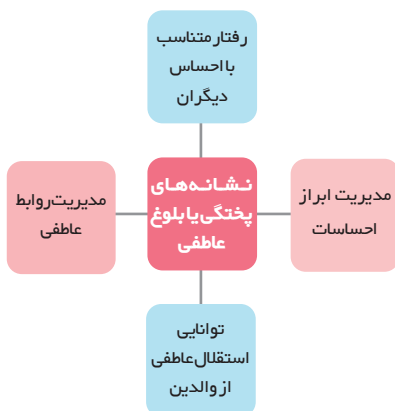 رفتار متناسب
با احساس
دیگران
مدیریت ابراز
احساسات
نشانه‌های
پختگی یا بلوغ
عاطفی
مدیریت روابط
عاطفی
توانایی
استقلال عاطفی
از والدین